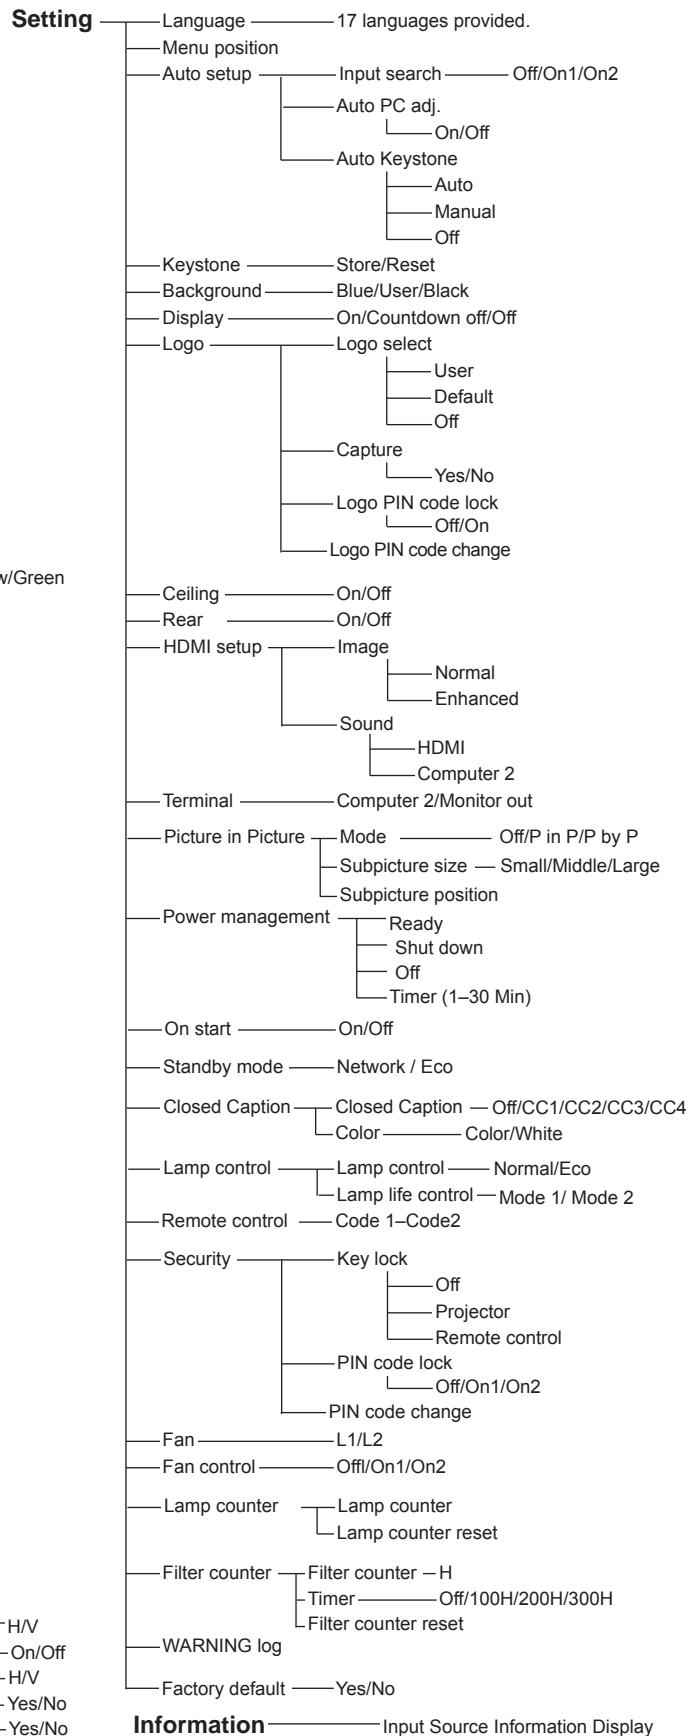 Setting Language 17 languages provided.
Menu position
Auto setup Input search Off/On1/On2
Auto PC adj.
On/Off
Auto Keystone
Auto
Manual
Off
Keystone Store/Reset
Background Blue/User/Black
Display On/Countdown off/Off
Logo Logo select
User
Default
Off
Capture
Yes/No
Logo PIN code lock
Off/On
Logo PIN code change
w/Green
Ceiling On/Off
Rear On/Off
HDMI setup Image
Normal
Enhanced
Sound
HDMI
Computer 2
Terminal Computer 2/Monitor out
Picture in Picture Mode Off/P in P/P by P
Subpicture size Small/Middle/Large
Subpicture position
Power management Ready
Shut down
Off
Timer (1–30 Min)
On start On/Off
Standby mode Network / Eco
Closed Caption Closed Caption Off/CC1/CC2/CC3/CC4
Color Color/White
Lamp control Lamp control Normal/Eco
Lamp life control Mode 1/ Mode 2
Remote control Code 1–Code2
Security Key lock
Off
Projector
Remote control
PIN code lock
Off/On1/On2
PIN code change
Fan L1/L2
Fan control Offl/On1/On2
Lamp counter Lamp counter
Lamp counter reset
Filter counter Filter counter H
Timer Off/100H/200H/300H
Filter counter reset
H/V
WARNING log
On/Off
H/V
Factory default Yes/No
Yes/No
Yes/No
Information Input Source Information Display